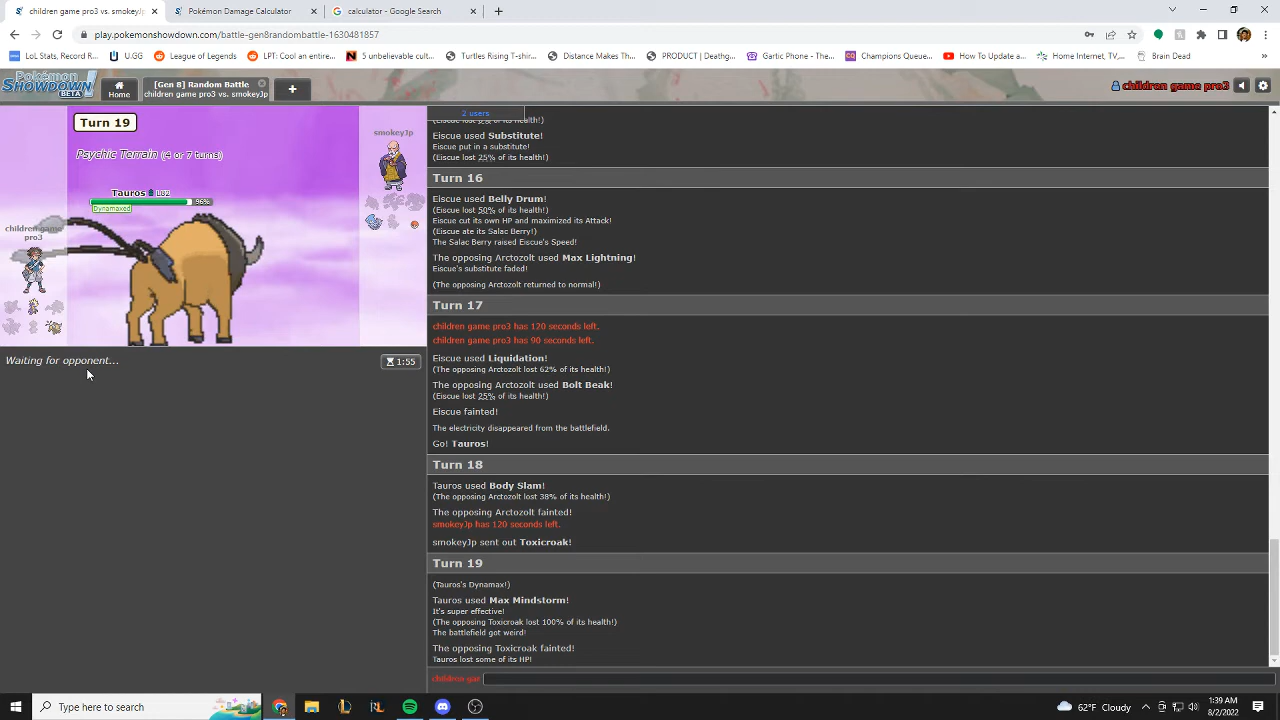 children game pro3 vs. smokeyJp
Pokémon Damage Calculator
calculator - Google Search
play.pokemonshowdown.com/battle-gen8randombattle-1630481857
LoL Stats, Record R...
U.GG
League of Legends
LPT: Cool an entire...
5 unbelievable cult...
Turtles Rising T-shir...
Distance Makes Th...
PRODUCT | Deathg...
Gartic Phone - The...
Champions Queue...
How To Update a...
Home Internet, TV,...
Brain Dead
Pokémon
SHOWDOWN
BETA
Home
[Gen 8] Random Battle
children game pro3 vs. smokeyJp
children game pro3
Turn 19
Psychic Terrain (4 or 7 turns)
smokeyJp
Tauros L82
96%
Dynamaxed
children game
pro3
Waiting for opponent...
1:55
2 users
Eiscue used Substitute!
Eiscue put in a substitute!
(Eiscue lost 25% of its health!)
Turn 16
Eiscue used Belly Drum!
(Eiscue lost 50% of its health!)
Eiscue cut its own HP and maximized its Attack!
(Eiscue ate its Salac Berry!)
The Salac Berry raised Eiscue's Speed!
The opposing Arctozolt used Max Lightning!
Eiscue's substitute faded!
(The opposing Arctozolt returned to normal!)
Turn 17
children game pro3 has 120 seconds left.
children game pro3 has 90 seconds left.
Eiscue used Liquidation!
(The opposing Arctozolt lost 62% of its health!)
The opposing Arctozolt used Bolt Beak!
(Eiscue lost 25% of its health!)
Eiscue fainted!
The electricity disappeared from the battlefield.
Go! Tauros!
Turn 18
Tauros used Body Slam!
(The opposing Arctozolt lost 38% of its health!)
The opposing Arctozolt fainted!
smokeyJp has 120 seconds left.
smokeyJp sent out Toxicroak!
Turn 19
(Tauros's Dynamax!)
Tauros used Max Mindstorm!
It's super effective!
(The opposing Toxicroak lost 100% of its health!)
The battlefield got weird!
The opposing Toxicroak fainted!
Tauros lost some of its HP!
children gar
Type here to search
62°F Cloudy
1:39 AM
8/2/2022